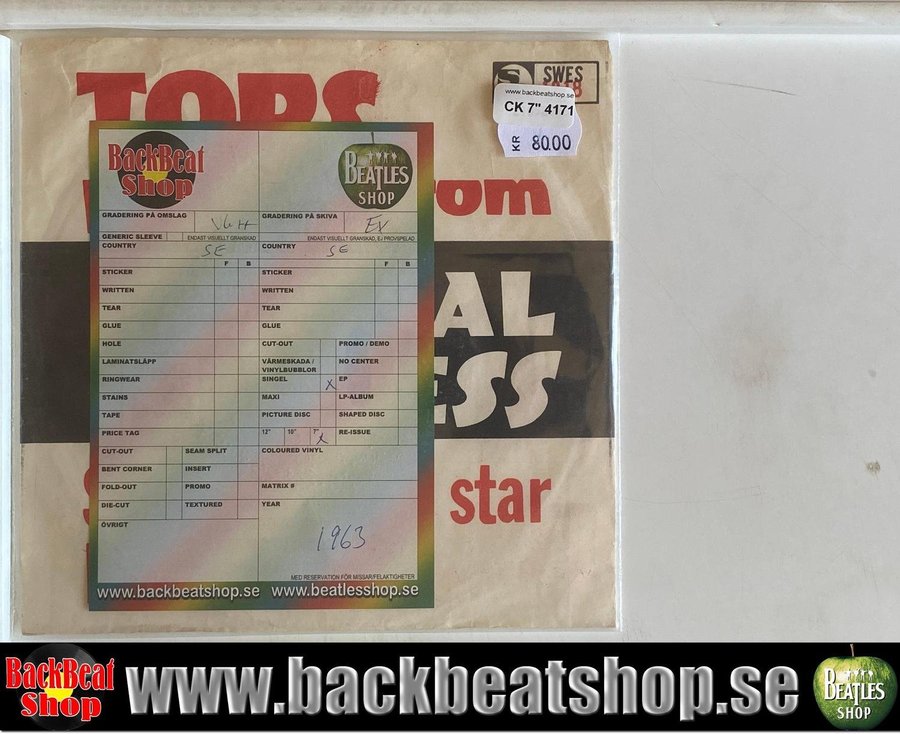 TOPS
SWES
www.backbeatshop.se
CK 7" 4171
KR 80.00
om
AL
ESS
star
BackBeat Shop
BEATLES SHOP
GRADERING PÅ OMSLAG VG++
GRADERING PÅ SKIVA EX
GENERIC SLEEVE ENDAST VISUELLT GRANSKAD
ENDAST VISUELLT GRANSKAD, EJ PROVSPELAD
COUNTRY SE
COUNTRY SE
F B
F B
STICKER
STICKER
WRITTEN
WRITTEN
TEAR
TEAR
GLUE
GLUE
HOLE
CUT-OUT
PROMO / DEMO
LAMINATSLÄPP
VÄRMESKADA / VINYLBUBBLOR
NO CENTER
RINGWEAR
SINGEL X
EP
STAINS
MAXI
LP-ALBUM
TAPE
PICTURE DISC
SHAPED DISC
PRICE TAG
12" 10" 7" X
RE-ISSUE
CUT-OUT
SEAM SPLIT
COLOURED VINYL
BENT CORNER
INSERT
FOLD-OUT
PROMO
MATRIX #
DIE-CUT
TEXTURED
YEAR
ÖVRIGT
1963
MED RESERVATION FÖR MISSAR/FELAKTIGHETER
www.backbeatshop.se www.beatlesshop.se
BackBeat Shop
www.backbeatshop.se
BEATLES SHOP